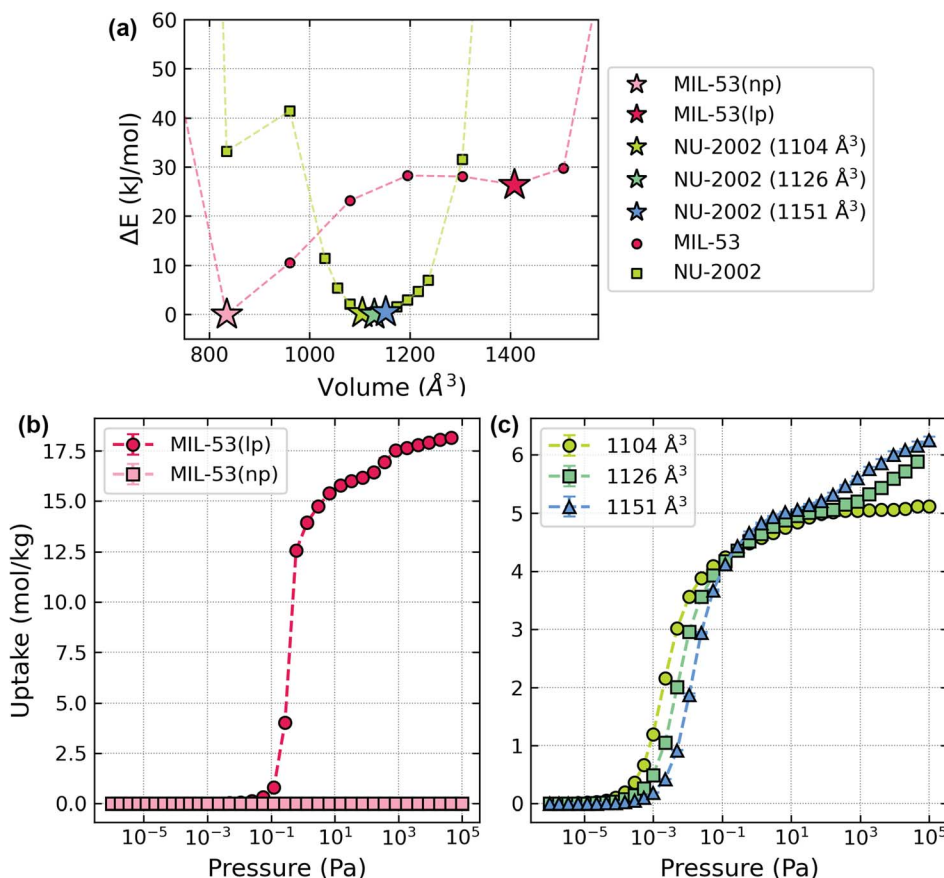 (a)
60
50
40
30
20
10
0
ΔE (kJ/mol)
800 1000 1200 1400
Volume (Å³)
MIL-53(np)
MIL-53(lp)
NU-2002 (1104 Å³)
NU-2002 (1126 Å³)
NU-2002 (1151 Å³)
MIL-53
NU-2002
(b)
MIL-53(lp)
MIL-53(np)
17.5
15.0
12.5
10.0
7.5
5.0
2.5
0.0
Uptake (mol/kg)
10⁻⁵ 10⁻³ 10⁻¹ 10¹ 10³ 10⁵
Pressure (Pa)
(c)
1104 Å³
1126 Å³
1151 Å³
6
5
4
3
2
1
0
10⁻⁵ 10⁻³ 10⁻¹ 10¹ 10³ 10⁵
Pressure (Pa)